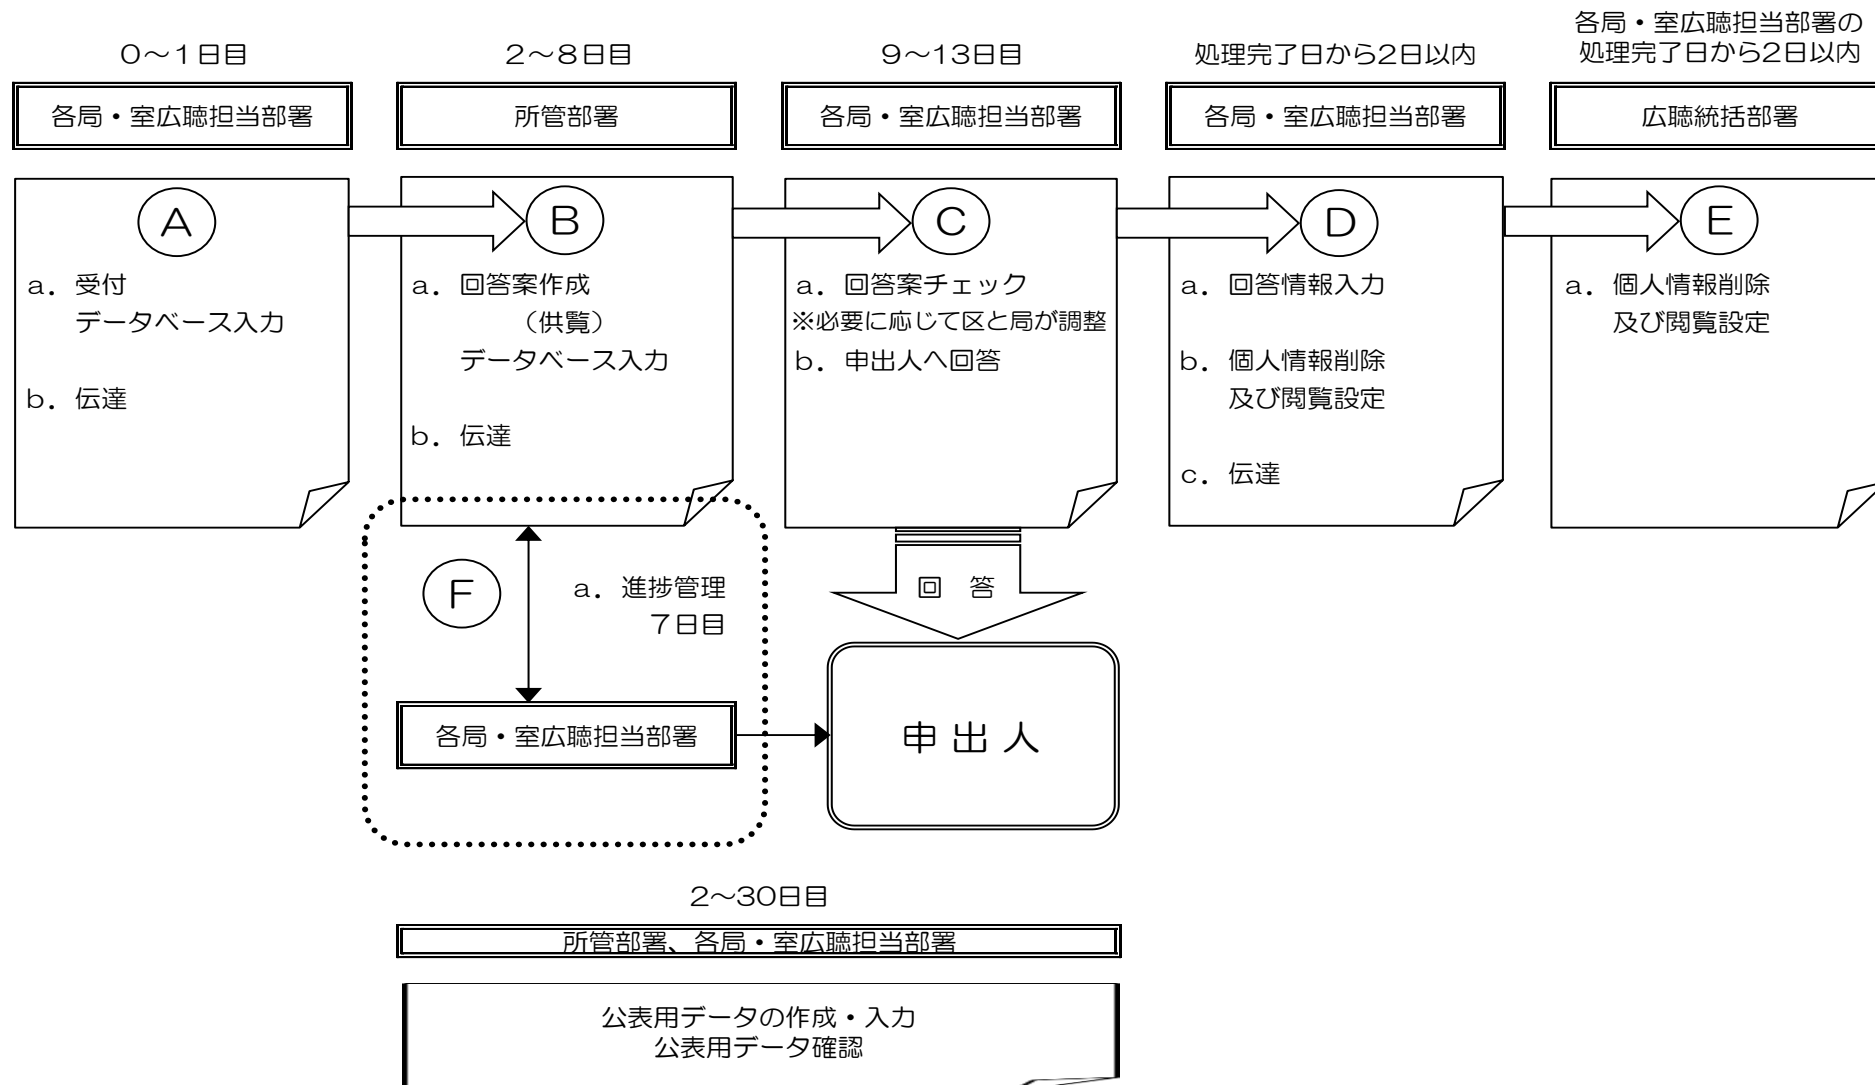 0～1日目
2～8日目
9～13日目
処理完了日から2日以内
各局・室広聴担当部署の
処理完了日から2日以内
各局・室広聴担当部署
所管部署
各局・室広聴担当部署
各局・室広聴担当部署
広聴統括部署
A
a．受付
データベース入力
b．伝達
B
a．回答案作成
（供覧）
データベース入力
b．伝達
C
a．回答案チェック
※必要に応じて区と局が調整
b．申出人へ回答
D
a．回答情報入力
b．個人情報削除
及び閲覧設定
c．伝達
E
a．個人情報削除
及び閲覧設定
F
a．進捗管理
7日目
回　答
各局・室広聴担当部署
申 出 人
2～30日目
所管部署、各局・室広聴担当部署
公表用データの作成・入力
公表用データ確認